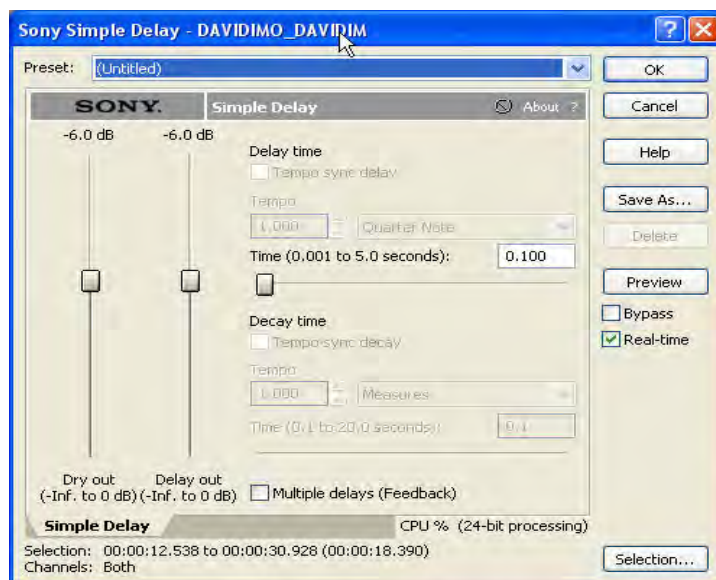 Sony Simple Delay - DAVIDIMO_DAVIDIM
Preset: (Untitled)
OK
SONY. Simple Delay About ?
Cancel
-6.0 dB -6.0 dB
Delay time
Help
Tempo sync delay
Tempo
Save As...
1.000 Quarter Note
Delete
Time (0.001 to 5.0 seconds): 0.100
Preview
Decay time
Bypass
Tempo sync decay
Real-time
Tempo
1.000 Measures
Time (0.1 to 20.0 seconds): 0.1
Dry out Delay out
(-Inf. to 0 dB) (-Inf. to 0 dB)
Multiple delays (Feedback)
Simple Delay CPU % (24-bit processing)
Selection: 00:00:12.538 to 00:00:30.928 (00:00:18.390)
Channels: Both
Selection...